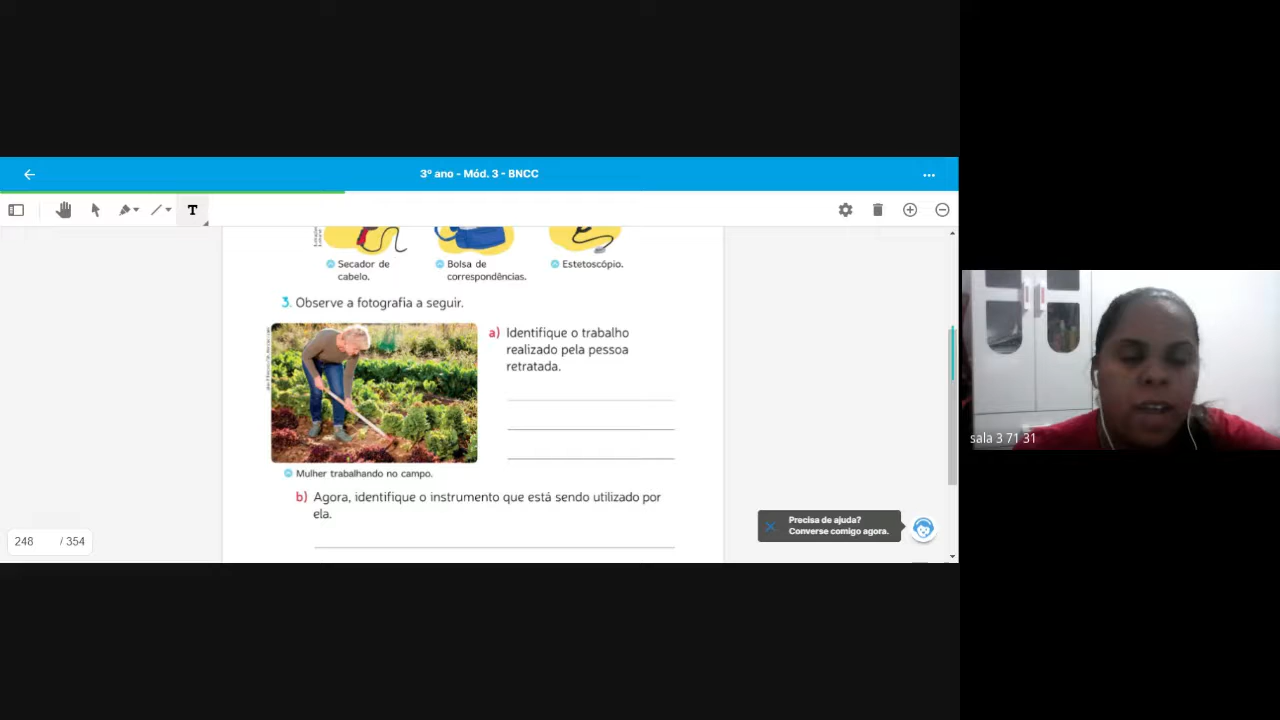 3º ano - Mód. 3 - BNCC
Secador de
cabelo.
Bolsa de
correspondências.
Estetoscópio.
3. Observe a fotografia a seguir.
a) Identifique o trabalho
realizado pela pessoa
retratada.
Mulher trabalhando no campo.
b) Agora, identifique o instrumento que está sendo utilizado por
ela.
Precisa de ajuda?
Converse comigo agora.
248 / 354
sala 3 71 31
T